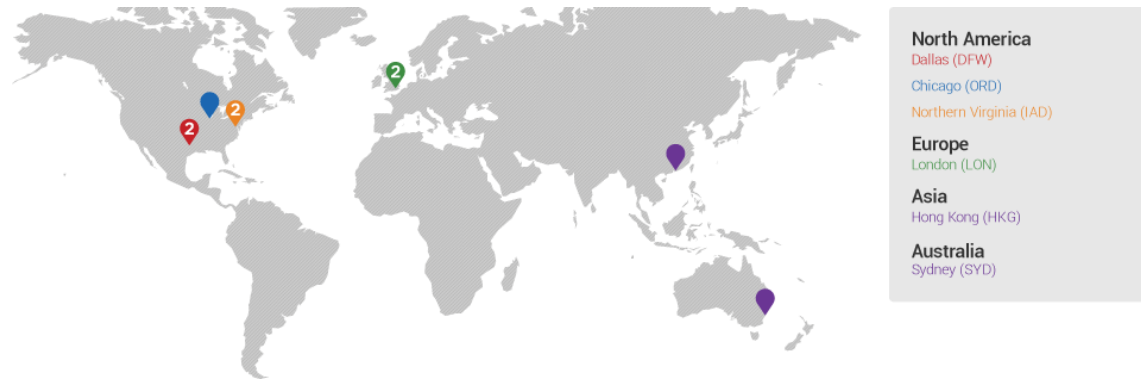 2
2
2
North America
Dallas (DFW)
Chicago (ORD)
Northern Virginia (IAD)
Europe
London (LON)
Asia
Hong Kong (HKG)
Australia
Sydney (SYD)